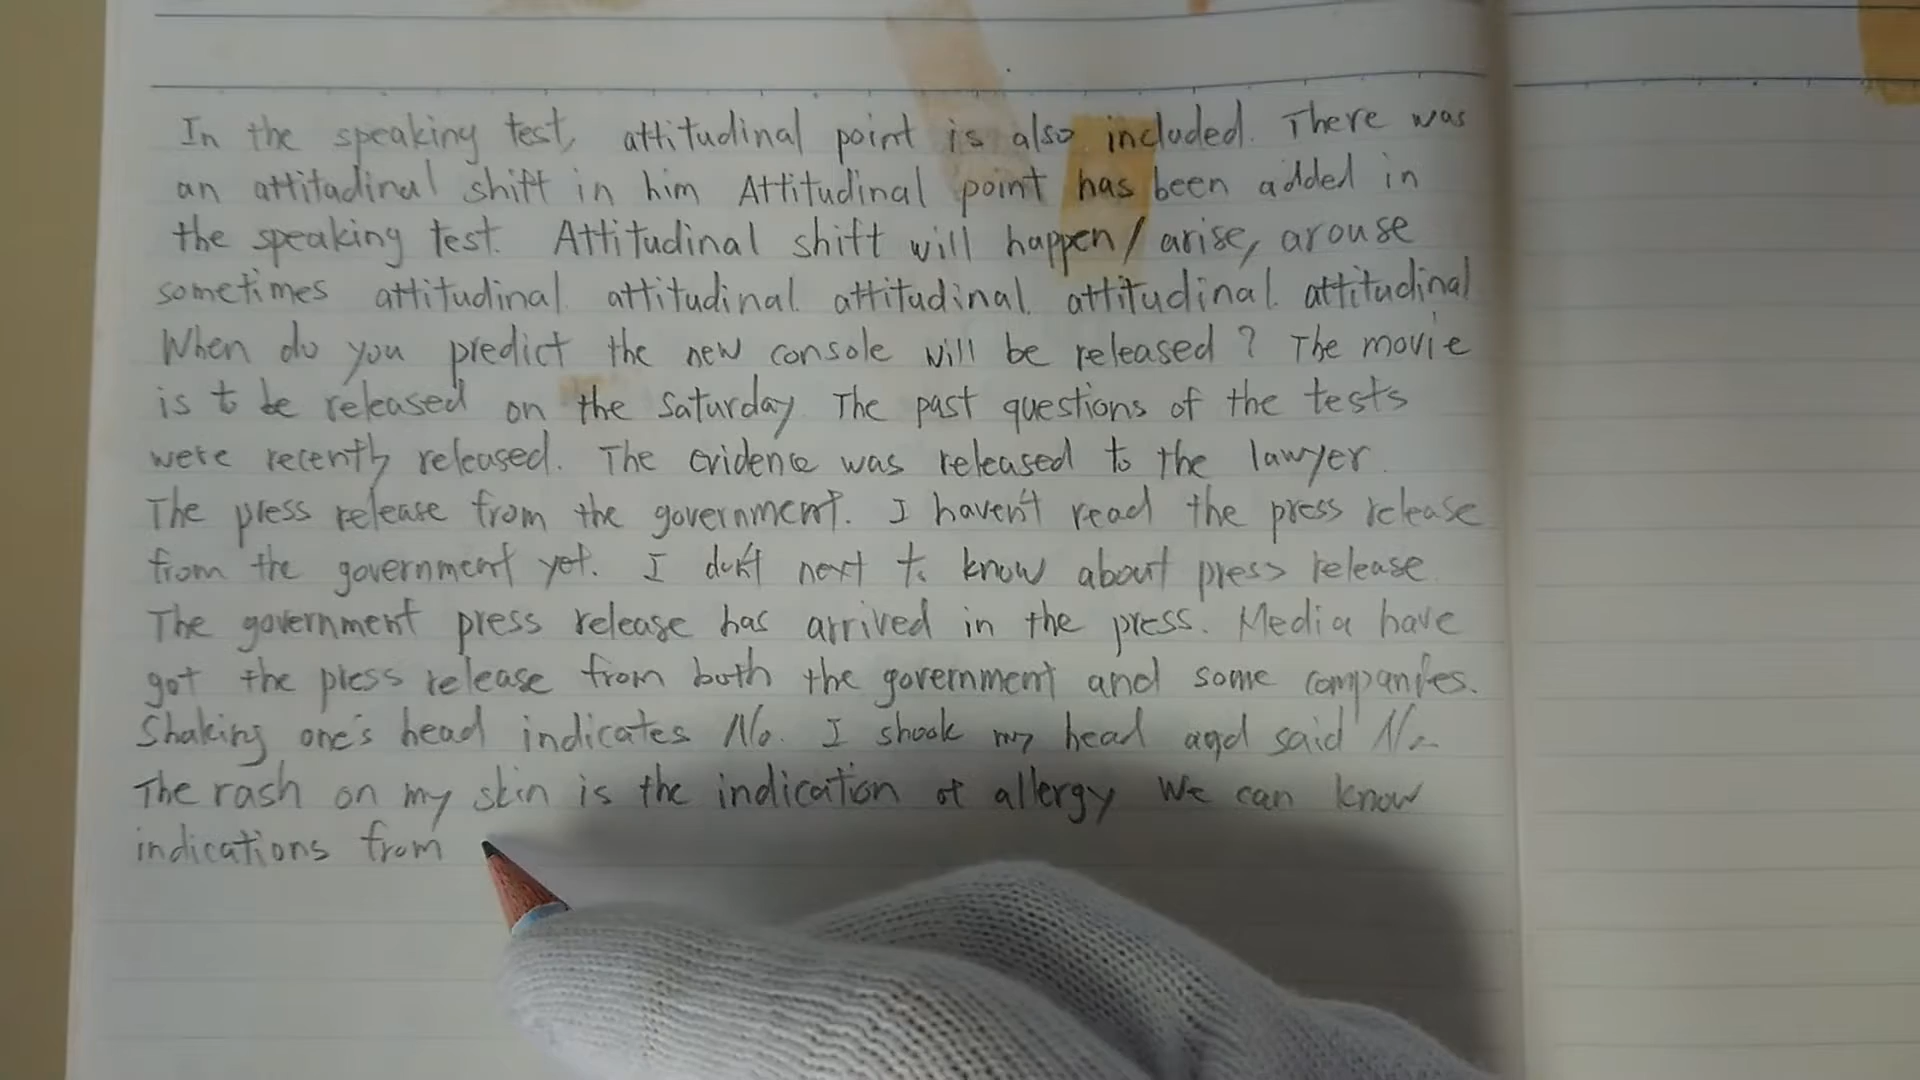 In the speaking test, attitudinal point is also included. There was
an attitudinal shift in him Attitudinal point has been added in
the speaking test. Attitudinal shift will happen / arise, arouse
sometimes attitudinal. attitudinal. attitudinal. attitudinal. attitudinal
When do you predict the new console will be released? The movie
is to be released on the Saturday The past questions of the tests
were recently released. The evidence was released to the lawyer.
The press release from the government. I haven't read the press release
from the government yet. I don't next to know about press release
The government press release has arrived in the press. Media have
got the press release from both the government and some companies.
Shaking one's head indicates No. I shook my head and said No
The rash on my skin is the indication of allergy We can know
indications from